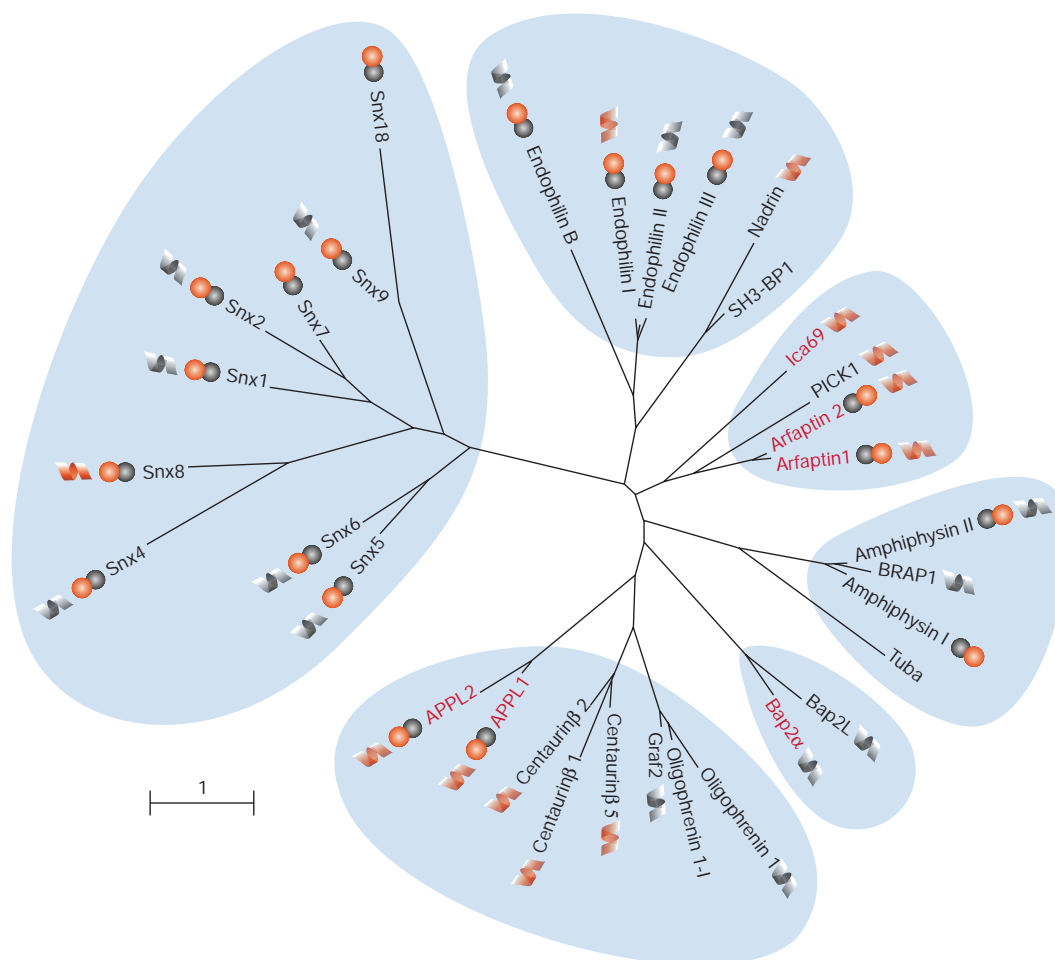 Snx18
Snx9
Snx7
Snx2
Snx1
Snx8
Snx4
Snx6
Snx5
Endophilin B
Endophilin I
Endophilin II
Endophilin III
Nadrin
SH3-BP1
Ica69
PICK1
Arfaptin 2
Arfaptin1
Amphiphysin II
BRAP1
Amphiphysin I
Tuba
Bap2L
Bap2α
APPL2
APPL1
Centaurinβ 2
Centaurinβ 1
Centaurinβ 5
Graf2
Oligophrenin 1-I
Oligophrenin 1
1